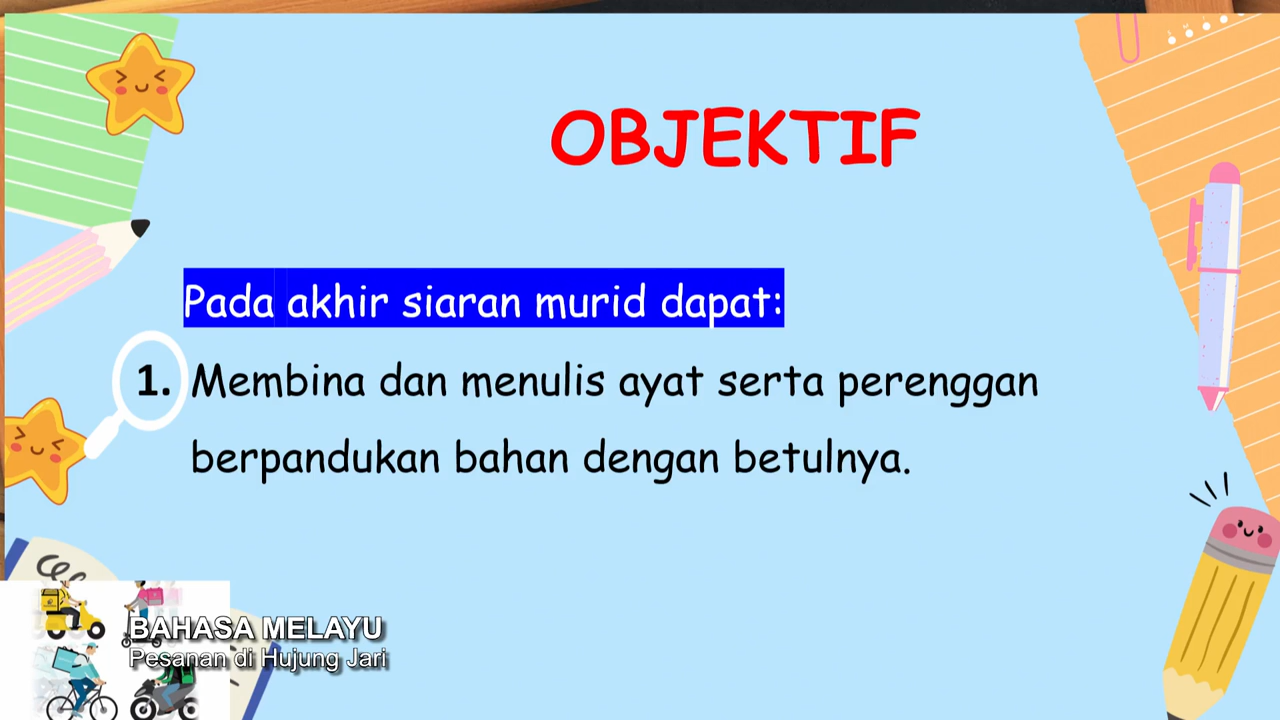 OBJEKTIF
Pada akhir siaran murid dapat:
1. Membina dan menulis ayat serta perenggan
berpandukan bahan dengan betulnya.
BAHASA MELAYU
Pesanan di Hujung Jari